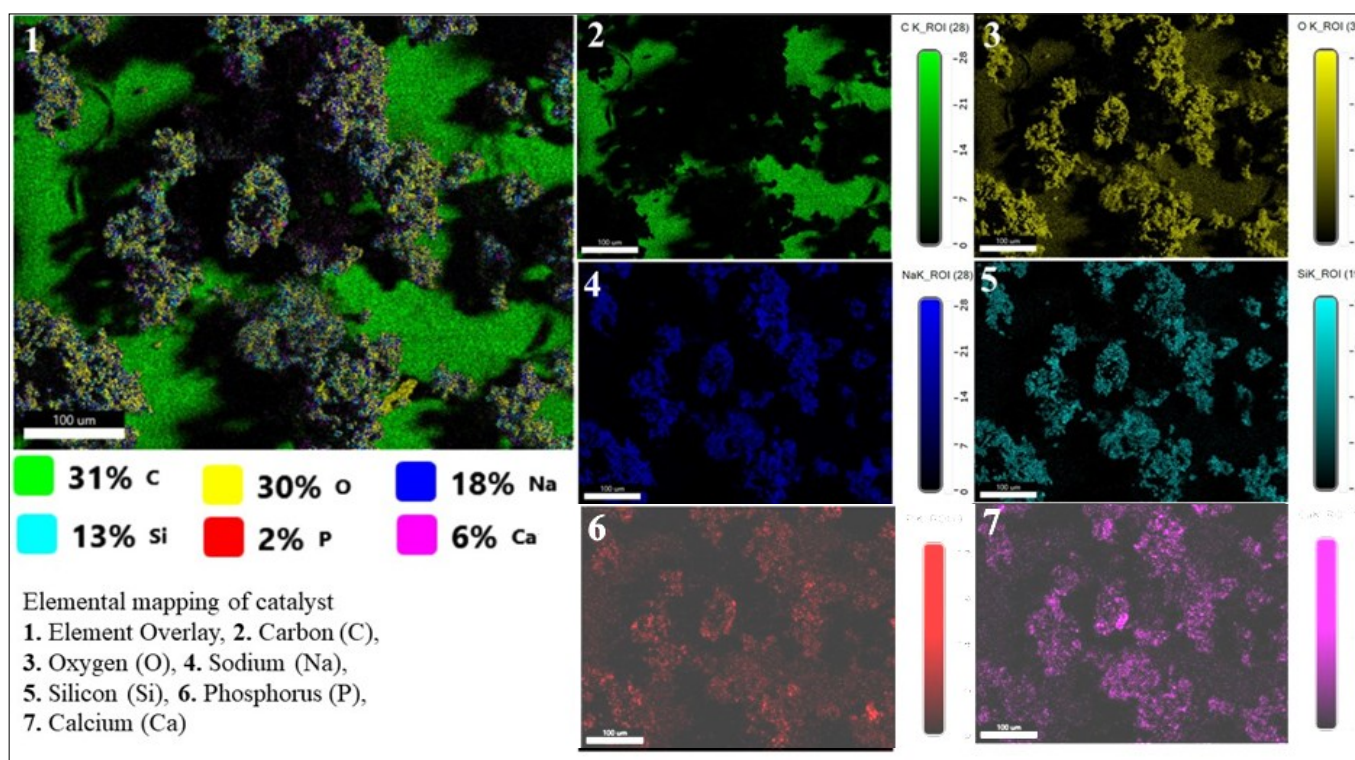 1
100 um
31% C
30% O
18% Na
13% Si
2% P
6% Ca
Elemental mapping of catalyst
1. Element Overlay, 2. Carbon (C),
3. Oxygen (O), 4. Sodium (Na),
5. Silicon (Si), 6. Phosphorus (P),
7. Calcium (Ca)
2
100 um
C K_ROI (28)
28
21
14
7
0
3
100 um
O K_ROI (3
4
100 um
NaK_ROI (28)
28
21
14
7
0
5
100 um
SiK_ROI (19
6
100 um
7
100 um